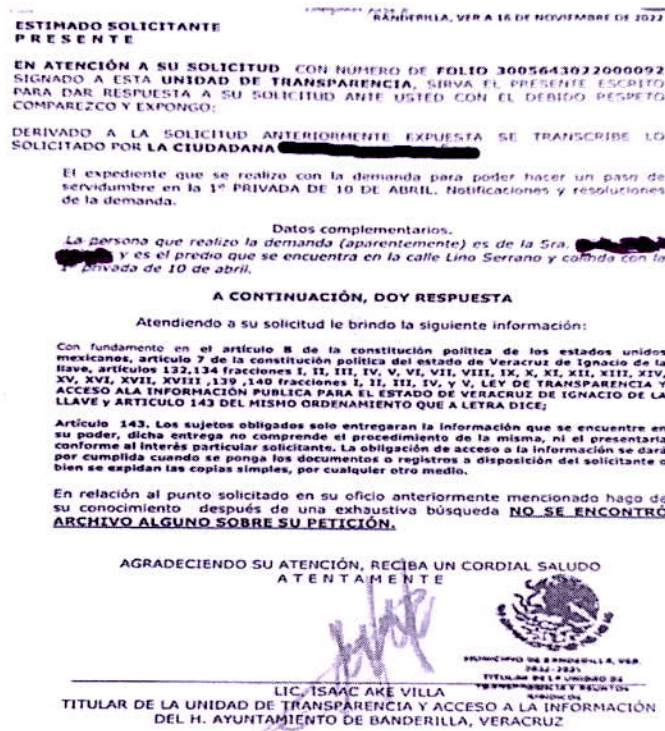 BANDERILLA, VER A 16 DE NOVIEMBRE DE 2022
ESTIMADO SOLICITANTE
P R E S E N T E
EN ATENCIÓN A SU SOLICITUD CON NÚMERO DE FOLIO 300564302200092
SIGNADO A ESTA UNIDAD DE TRANSPARENCIA, SIRVA EL PRESENTE ESCRITO
PARA DAR RESPUESTA A SU SOLICITUD ANTE USTED CON EL DEBIDO RESPETO
COMPAREZCO Y EXPONGO:
DERIVADO A LA SOLICITUD ANTERIORMENTE EXPUESTA SE TRANSCRIBE LO
SOLICITADO POR LA CIUDADANA
El expediente que se realizo con la demanda para poder hacer un paso de
servidumbre en la 1º PRIVADA DE 10 DE ABRIL. Notificaciones y resoluciones
de la demanda.
Datos complementarios.
La persona que realizo la demanda (aparentemente) es de la Sra.
y es el predio que se encuentra en la calle Lino Serrano y colinda con la
1º privada de 10 de abril.
A CONTINUACIÓN, DOY RESPUESTA
Atendiendo a su solicitud le brindo la siguiente información:
Con fundamento en el artículo 8 de la constitución política de los estados unidos
mexicanos, artículo 7 de la constitución política del estado de Veracruz de Ignacio de la
llave, artículos 132,134 fracciones I, II, III, IV, V, VI, VII, VIII, IX, X, XI, XII, XIII, XIV,
XV, XVI, XVII, XVIII ,139 ,140 fracciones I, II, III, IV, y V, LEY DE TRANSPARENCIA Y
ACCESO ALA INFORMACIÓN PUBLICA PARA EL ESTADO DE VERACRUZ DE IGNACIO DE LA
LLAVE y ARTICULO 143 DEL MISMO ORDENAMIENTO QUE A LETRA DICE;
Artículo 143. Los sujetos obligados solo entregaran la información que se encuentre en
su poder, dicha entrega no comprende el procedimiento de la misma, ni el presentarla
conforme al interés particular solicitante. La obligación de acceso a la información se dará
por cumplida cuando se ponga los documentos o registros a disposición del solicitante o
bien se expidan las copias simples, por cualquier otro medio.
En relación al punto solicitado en su oficio anteriormente mencionado hago de
su conocimiento después de una exhaustiva búsqueda NO SE ENCONTRÓ
ARCHIVO ALGUNO SOBRE SU PETICIÓN.
AGRADECIENDO SU ATENCIÓN, RECIBA UN CORDIAL SALUDO
A T E N T A M E N T E
MUNICIPIO DE BANDERILLA, VER.
2022-2025
TITULAR DE LA UNIDAD DE
TRANSPARENCIA Y ASUNTOS
JURÍDICOS
LIC. ISAAC AKE VILLA
TITULAR DE LA UNIDAD DE TRANSPARENCIA Y ACCESO A LA INFORMACIÓN
DEL H. AYUNTAMIENTO DE BANDERILLA, VERACRUZ